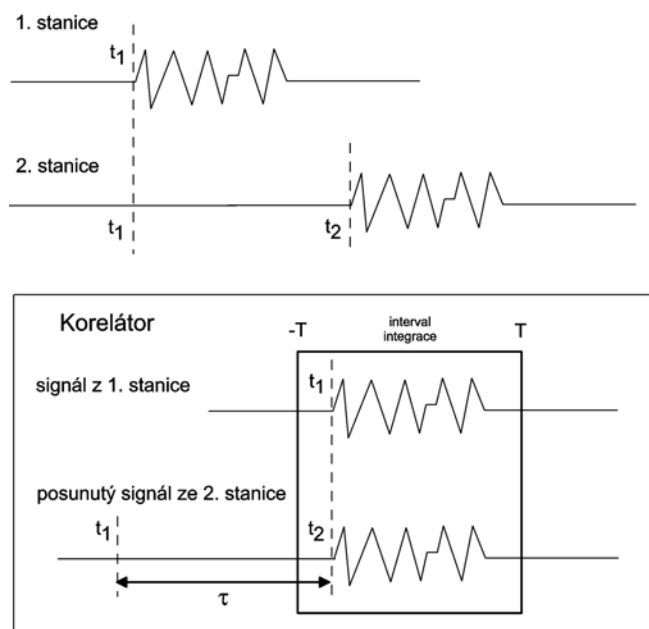 1. stanice
t1
2. stanice
t1
t2
Korelátor
-T
interval
integrace
T
signál z 1. stanice
t1
posunutý signál ze 2. stanice
t1
t2
τ